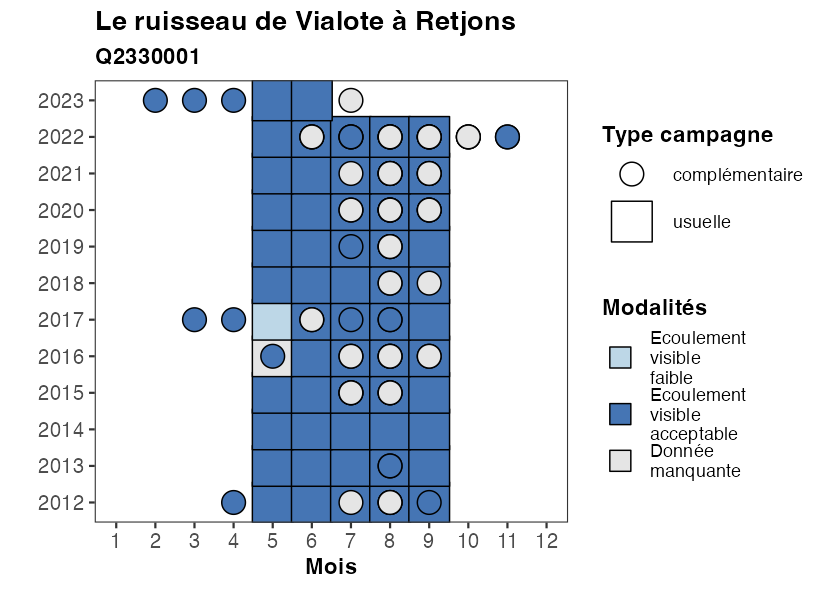 Le ruisseau de Vialote à Retjons
Q2330001
2023
2022
2021
2020
2019
2018
2017
2016
2015
2014
2013
2012
1 2 3 4 5 6 7 8 9 10 11 12
Mois
Type campagne
complémentaire
usuelle
Modalités
Ecoulement
visible
faible
Ecoulement
visible
acceptable
Donnée
manquante